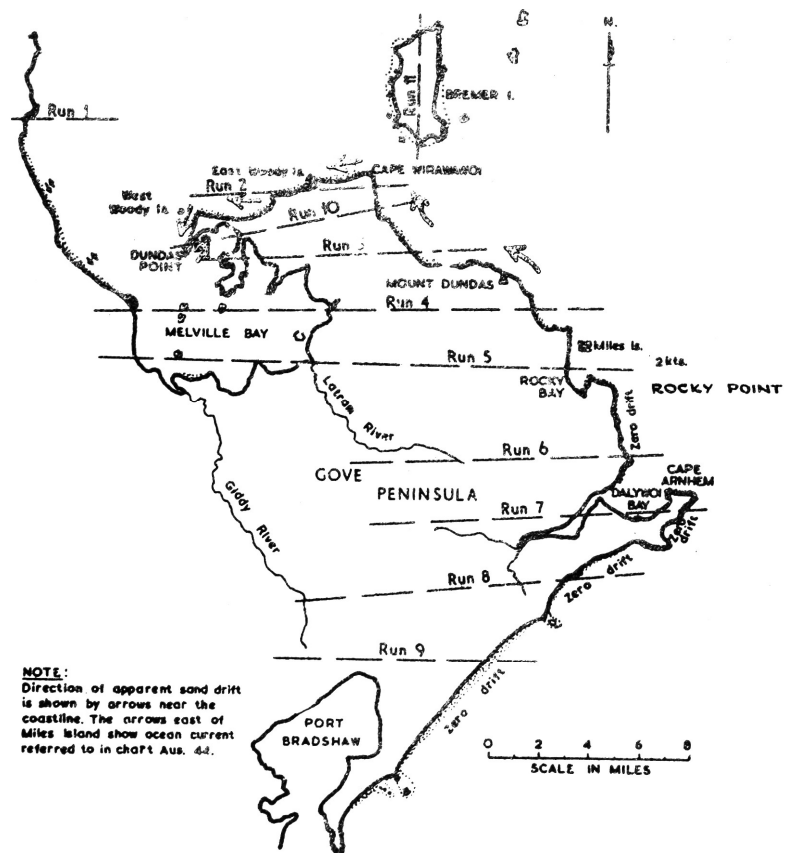 N.
Run 11
BREMER I.
Run 1
East Woody Is.
CAPE WIRAWAWOI
Run 2
West
Woody Is.
Run 10
DUNDAS
POINT
Run 3
MOUNT DUNDAS
Run 4
MELVILLE BAY
Miles Is.
Run 5
2 kts.
ROCKY
BAY
ROCKY POINT
Latram River
Zero drift
Run 6
GOVE
PENINSULA
CAPE
ARNHEM
DALYWOI
BAY
Run 7
Zero drift
Giddy River
Run 8
Zero drift
Run 9
Zero drift
NOTE:
Direction of apparent sand drift
is shown by arrows near the
coastline. The arrows east of
Miles Island show ocean current
referred to in chart Aus. 44.
PORT
BRADSHAW
0 2 4 6 8
SCALE IN MILES